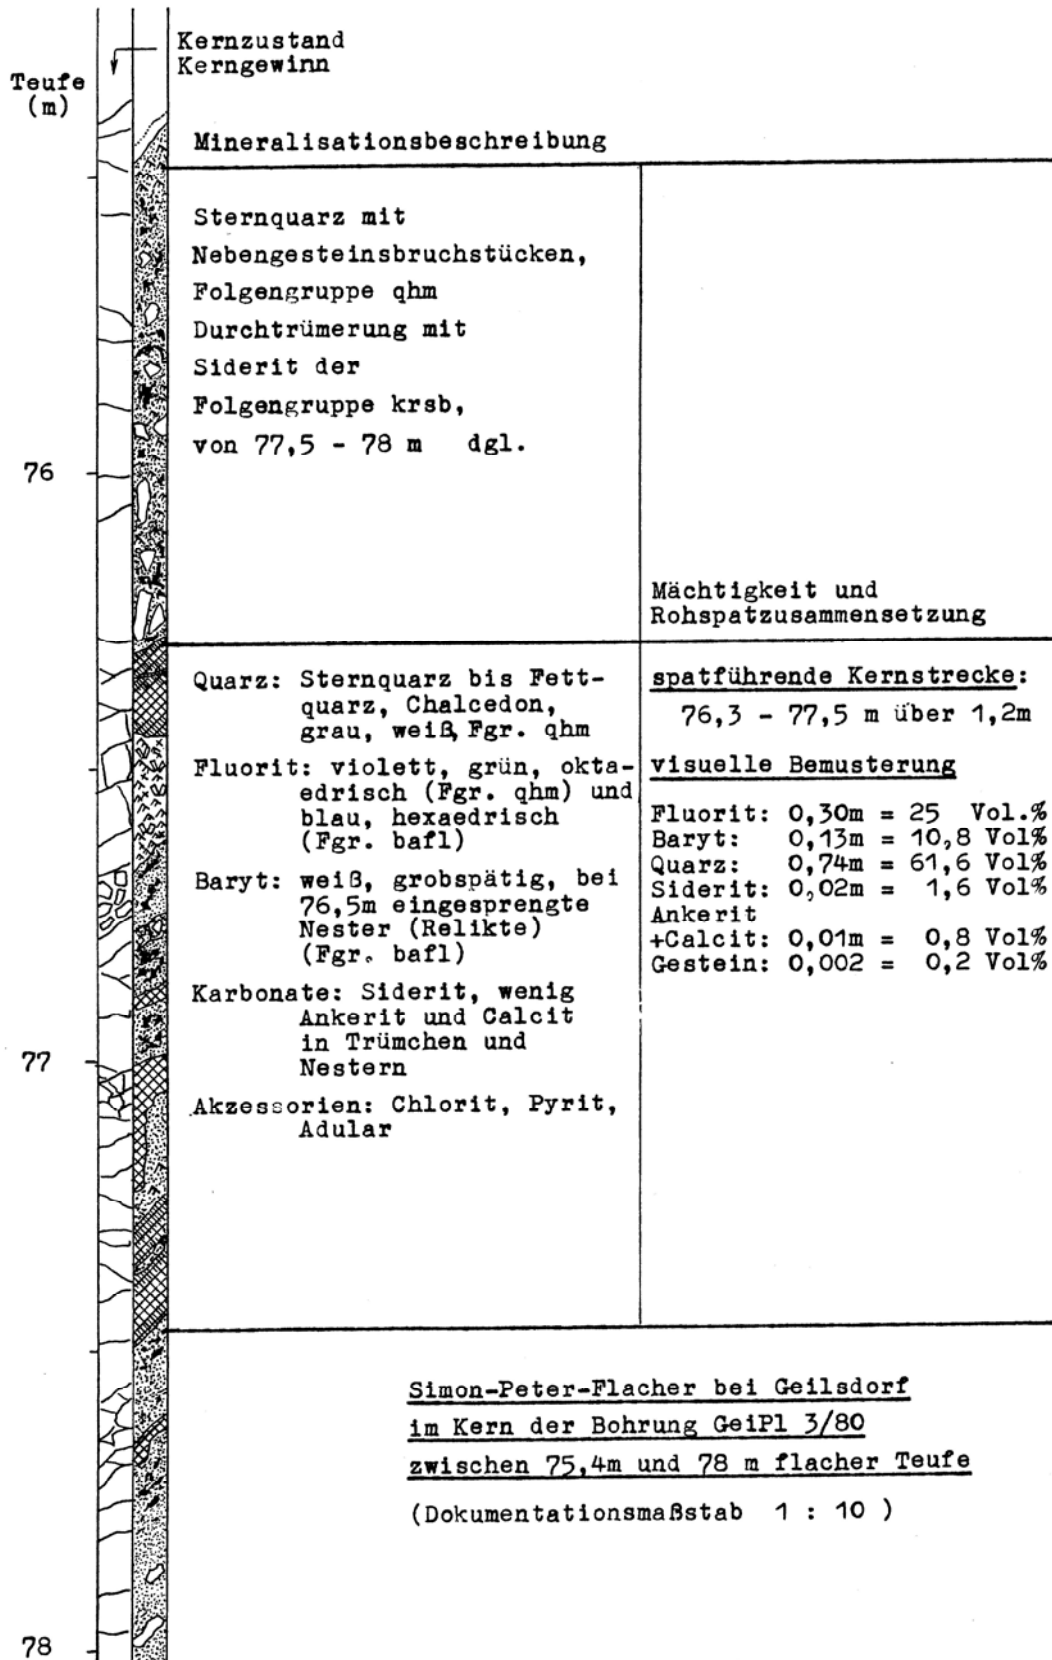 Kernzustand
Kerngewinn
Teufe
(m)
Mineralisationsbeschreibung
Sternquarz mit
Nebengesteinsbruchstücken,
Folgengruppe qhm
Durchtrümerung mit
Siderit der
Folgengruppe krsb,
von 77,5 - 78 m dgl.
76
Mächtigkeit und
Rohspatzusammensetzung
Quarz: Sternquarz bis Fett-
quarz, Chalcedon,
grau, weiß, Fgr. qhm
Fluorit: violett, grün, okta-
edrisch (Fgr. qhm) und
blau, hexaedrisch
(Fgr. bafl)
Baryt: weiß, grobspätig, bei
76,5m eingesprengte
Nester (Relikte)
(Fgr. bafl)
Karbonate: Siderit, wenig
Ankerit und Calcit
in Trümchen und
Nestern
Akzessorien: Chlorit, Pyrit,
Adular
spatführende Kernstrecke:
76,3 - 77,5 m über 1,2m
visuelle Bemusterung
Fluorit: 0,30m = 25 Vol.%
Baryt: 0,13m = 10,8 Vol%
Quarz: 0,74m = 61,6 Vol%
Siderit: 0,02m = 1,6 Vol%
Ankerit
+Calcit: 0,01m = 0,8 Vol%
Gestein: 0,002 = 0,2 Vol%
77
Simon-Peter-Flacher bei Geilsdorf
im Kern der Bohrung GeiPl 3/80
zwischen 75,4m und 78 m flacher Teufe
(Dokumentationsmaßstab 1 : 10 )
78